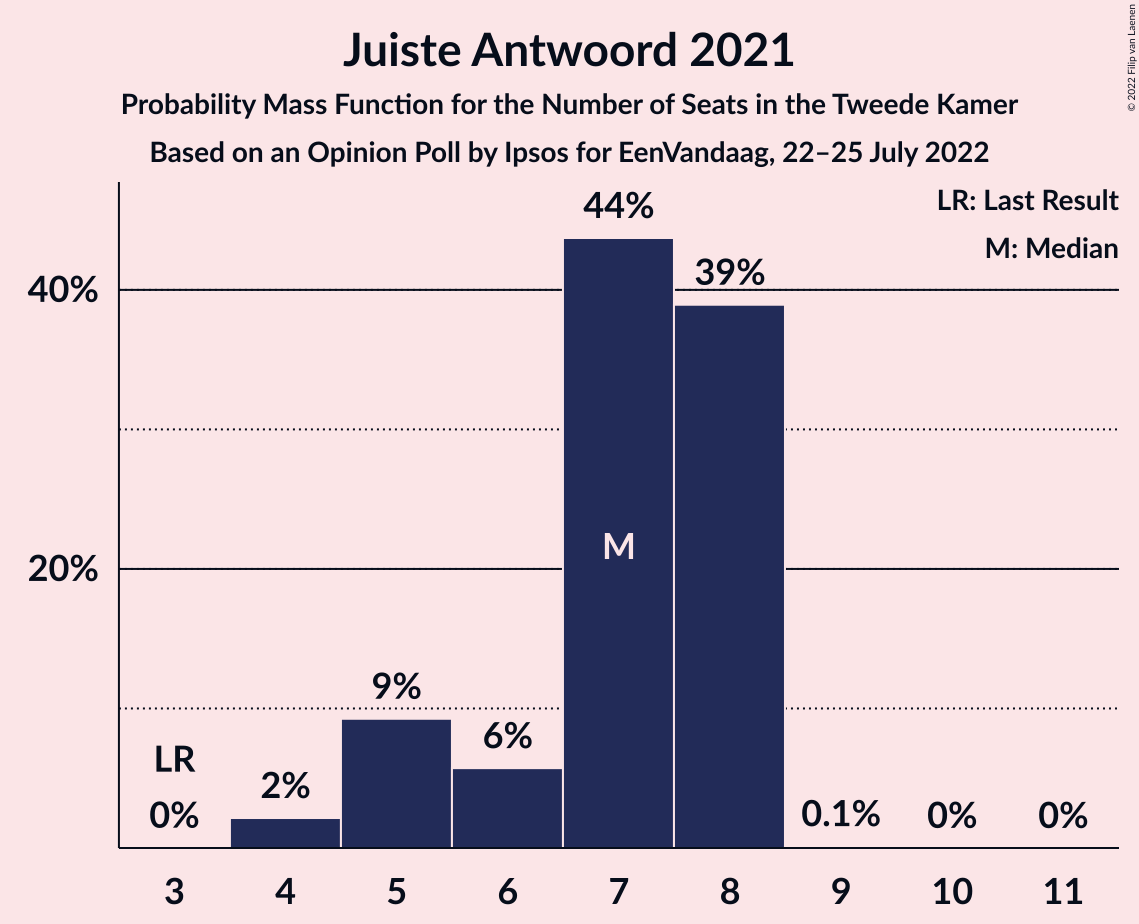 Juiste Antwoord 2021
Probability Mass Function for the Number of Seats in the Tweede Kamer
Based on an Opinion Poll by Ipsos for EenVandaag, 22–25 July 2022
© 2022 Filip van Laenen
LR: Last Result
M: Median
44%
39%
40%
M
20%
9%
6%
LR
2%
0%
0.1%
0%
0%
3 4 5 6 7 8 9 10 11